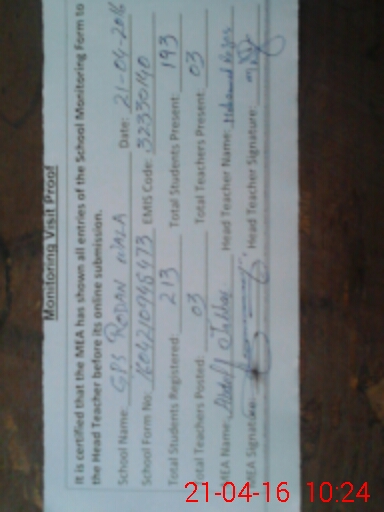 Monitoring Visit Proof
It is certified that the MEA has shown all entries of the School Monitoring Form to
the Head Teacher before its online submission.
School Name: GPS RODAN WALA Date: 21-04-2016
School Form No: EMIS Code: 32330140
Total Students Registered: 213 Total Students Present: 193
Total Teachers Posted: 03 Total Teachers Present: 03
MEA Name: Abdul Jabbar Head Teacher Name:
MEA Signature: Head Teacher Signature:
21-04-16 10:24